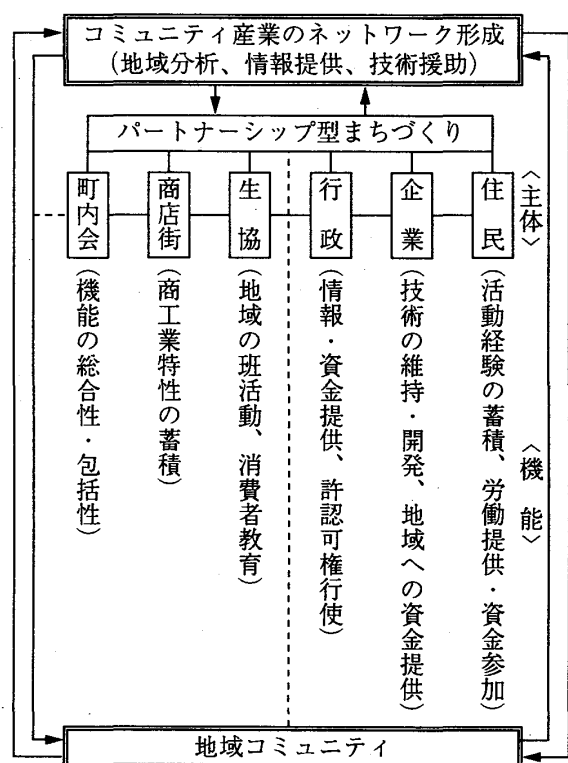 コミュニティ産業のネットワーク形成
(地域分析、情報提供、技術援助)
パートナーシップ型まちづくり
〈主体〉
住民
(活動経験の蓄積、労働提供・資金参加)
企業
(技術の維持・開発、地域への資金提供)
行政
(情報・資金提供、許認可権行使)
生協
(地域の班活動、消費者教育)
商店街
(商工業特性の蓄積)
町内会
(機能の総合性・包括性)
〈機能〉
地域コミュニティ